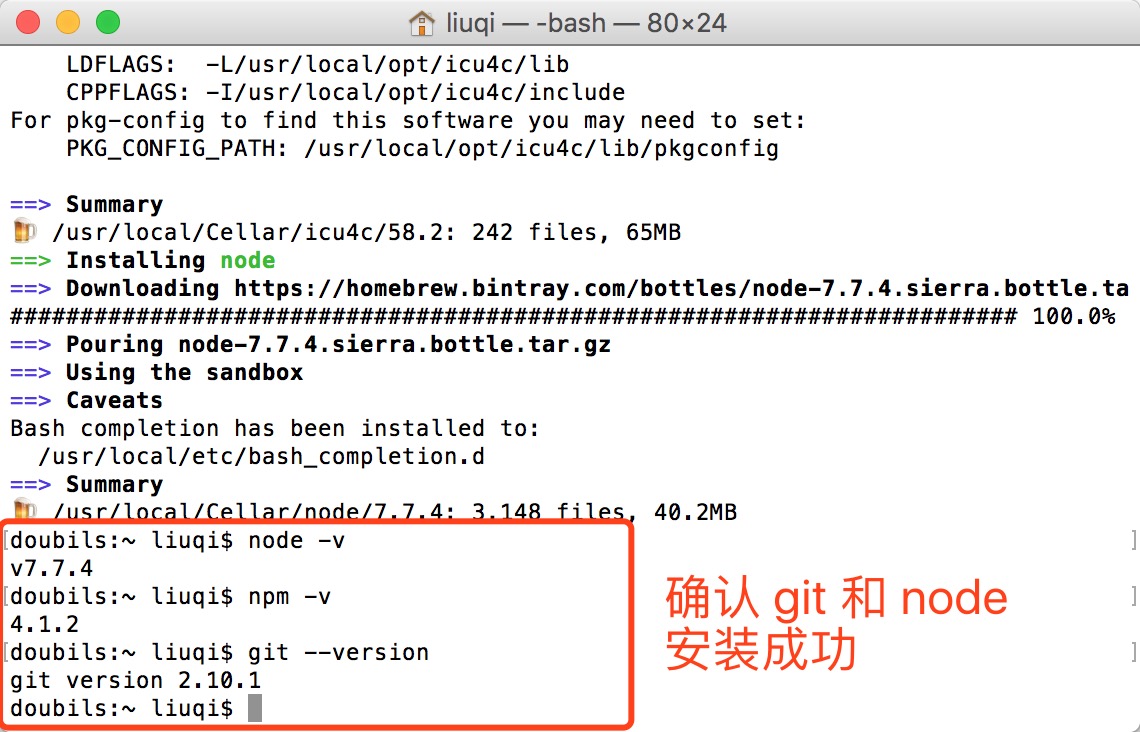 liuqi — -bash — 80×24
LDFLAGS:  -L/usr/local/opt/icu4c/lib
CPPFLAGS: -I/usr/local/opt/icu4c/include
For pkg-config to find this software you may need to set:
PKG_CONFIG_PATH: /usr/local/opt/icu4c/lib/pkgconfig
==> Summary
/usr/local/Cellar/icu4c/58.2: 242 files, 65MB
==> Installing node
==> Downloading https://homebrew.bintray.com/bottles/node-7.7.4.sierra.bottle.ta
######################################################################## 100.0%
==> Pouring node-7.7.4.sierra.bottle.tar.gz
==> Using the sandbox
==> Caveats
Bash completion has been installed to:
/usr/local/etc/bash_completion.d
==> Summary
/usr/local/Cellar/node/7.7.4: 3,148 files, 40.2MB
[doubils:~ liuqi$ node -v ]
v7.7.4
[doubils:~ liuqi$ npm -v ]
4.1.2
[doubils:~ liuqi$ git --version ]
git version 2.10.1
doubils:~ liuqi$
确认 git 和 node
安装成功